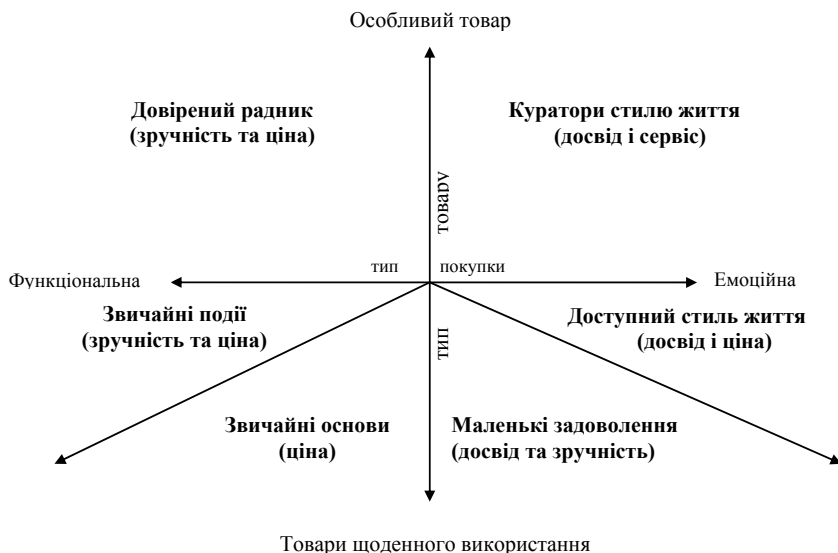 Особливий товар
Довірений радник
(зручність та ціна)
Куратори стилю життя
(досвід і сервіс)
товару
Функціональна
тип
покупки
Емоційна
Звичайні події
(зручність та ціна)
тип
Доступний стиль життя
(досвід і ціна)
Звичайні основи
(ціна)
Маленькі задоволення
(досвід та зручність)
Товари щоденного використання